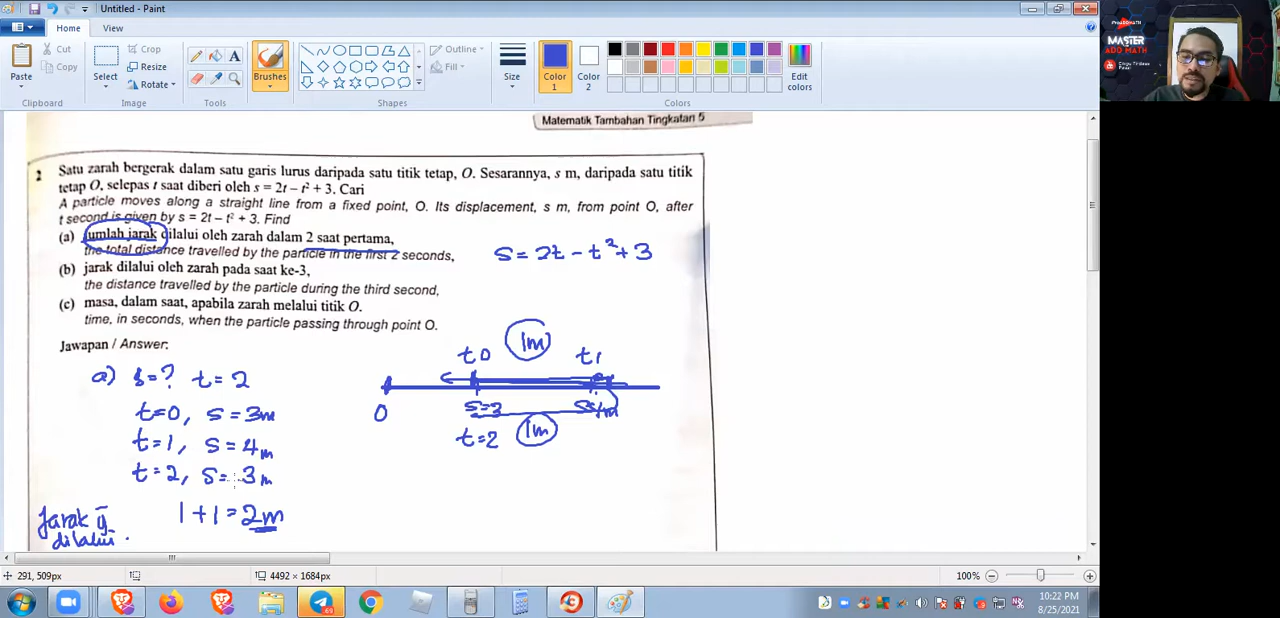 Untitled - Paint
Home
View
Paste
Cut
Copy
Clipboard
Select
Crop
Resize
Rotate
Image
Tools
Brushes
Shapes
Outline
Fill
Size
Color 1
Color 2
Edit colors
Colors
MASTER
ADD MATH
Matematik Tambahan Tingkatan 5
2 Satu zarah bergerak dalam satu garis lurus daripada satu titik tetap, O. Sesarannya, s m, daripada satu titik
tetap O, selepas t saat diberi oleh s = 2t – t² + 3. Cari
A particle moves along a straight line from a fixed point, O. Its displacement, s m, from point O, after
t second is given by s = 2t – t² + 3. Find
(a) jumlah jarak dilalui oleh zarah dalam 2 saat pertama,
the total distance travelled by the particle in the first 2 seconds,
(b) jarak dilalui oleh zarah pada saat ke-3,
the distance travelled by the particle during the third second,
(c) masa, dalam saat, apabila zarah melalui titik O.
time, in seconds, when the particle passing through point O.
Jawapan / Answer:
s = 2t – t² + 3
a) s = ? t = 2
t=0, s = 3m
t=1, s = 4m
t=2, s = 3m
1 + 1 = 2m
Jarak yg
dilalui
1m
t0 t1
0 s=3
t=2 1m
291, 509px
4492 × 1684px
100%
10:22 PM
8/25/2021